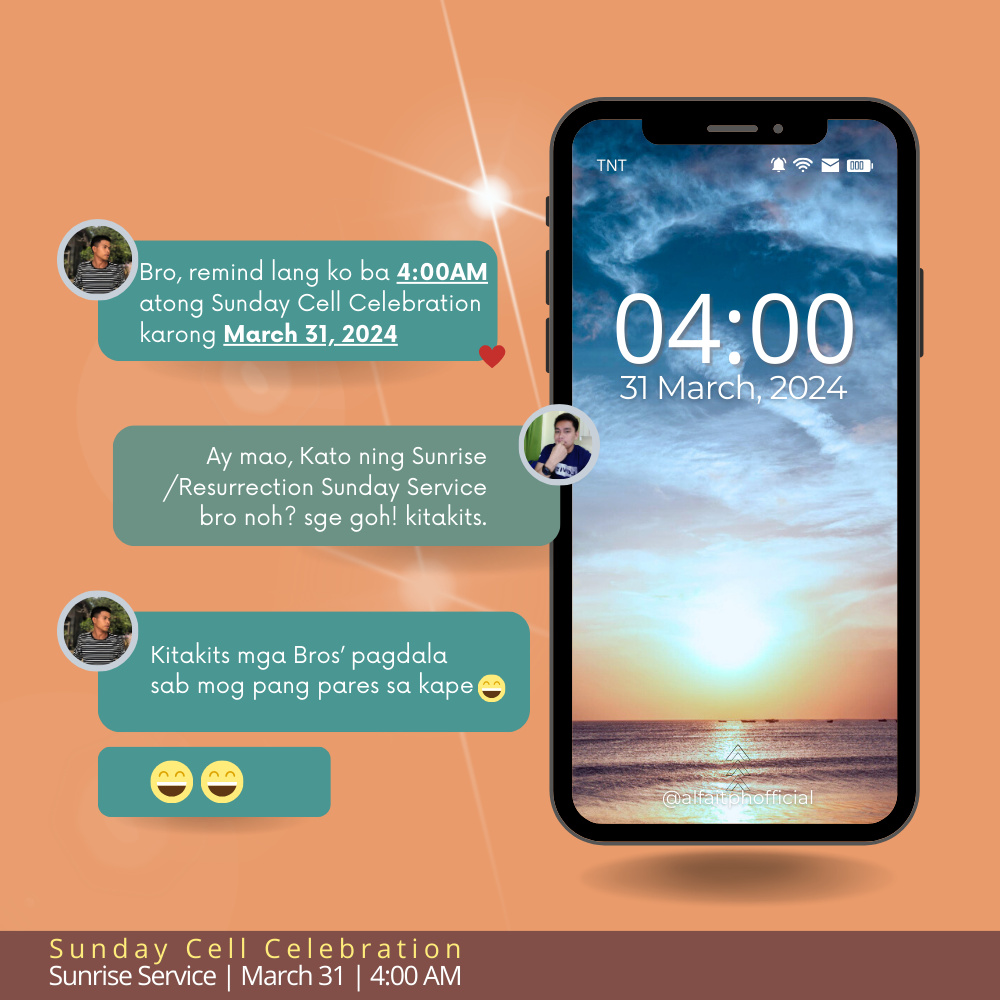 TNT
Bro, remind lang ko ba 4:00AM
atong Sunday Cell Celebration
karong March 31, 2024
04:00
31 March, 2024
Ay mao, Kato ning Sunrise
/Resurrection Sunday Service
bro noh? sge goh! kitakits.
Kitakits mga Bros’ pagdala
sab mog pang pares sa kape
@alfaitphofficial
Sunday Cell Celebration
Sunrise Service | March 31 | 4:00 AM